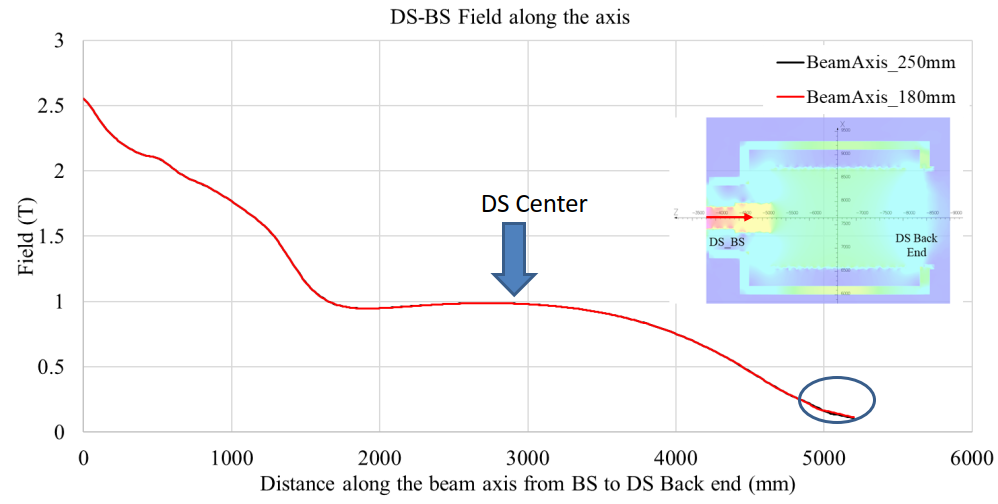 DS-BS Field along the axis
3
2.5
2
1.5
1
0.5
0
Field (T)
BeamAxis_250mm
BeamAxis_180mm
DS Center
X
Z
DS_BS
DS Back
End
0 1000 2000 3000 4000 5000 6000
Distance along the beam axis from BS to DS Back end (mm)